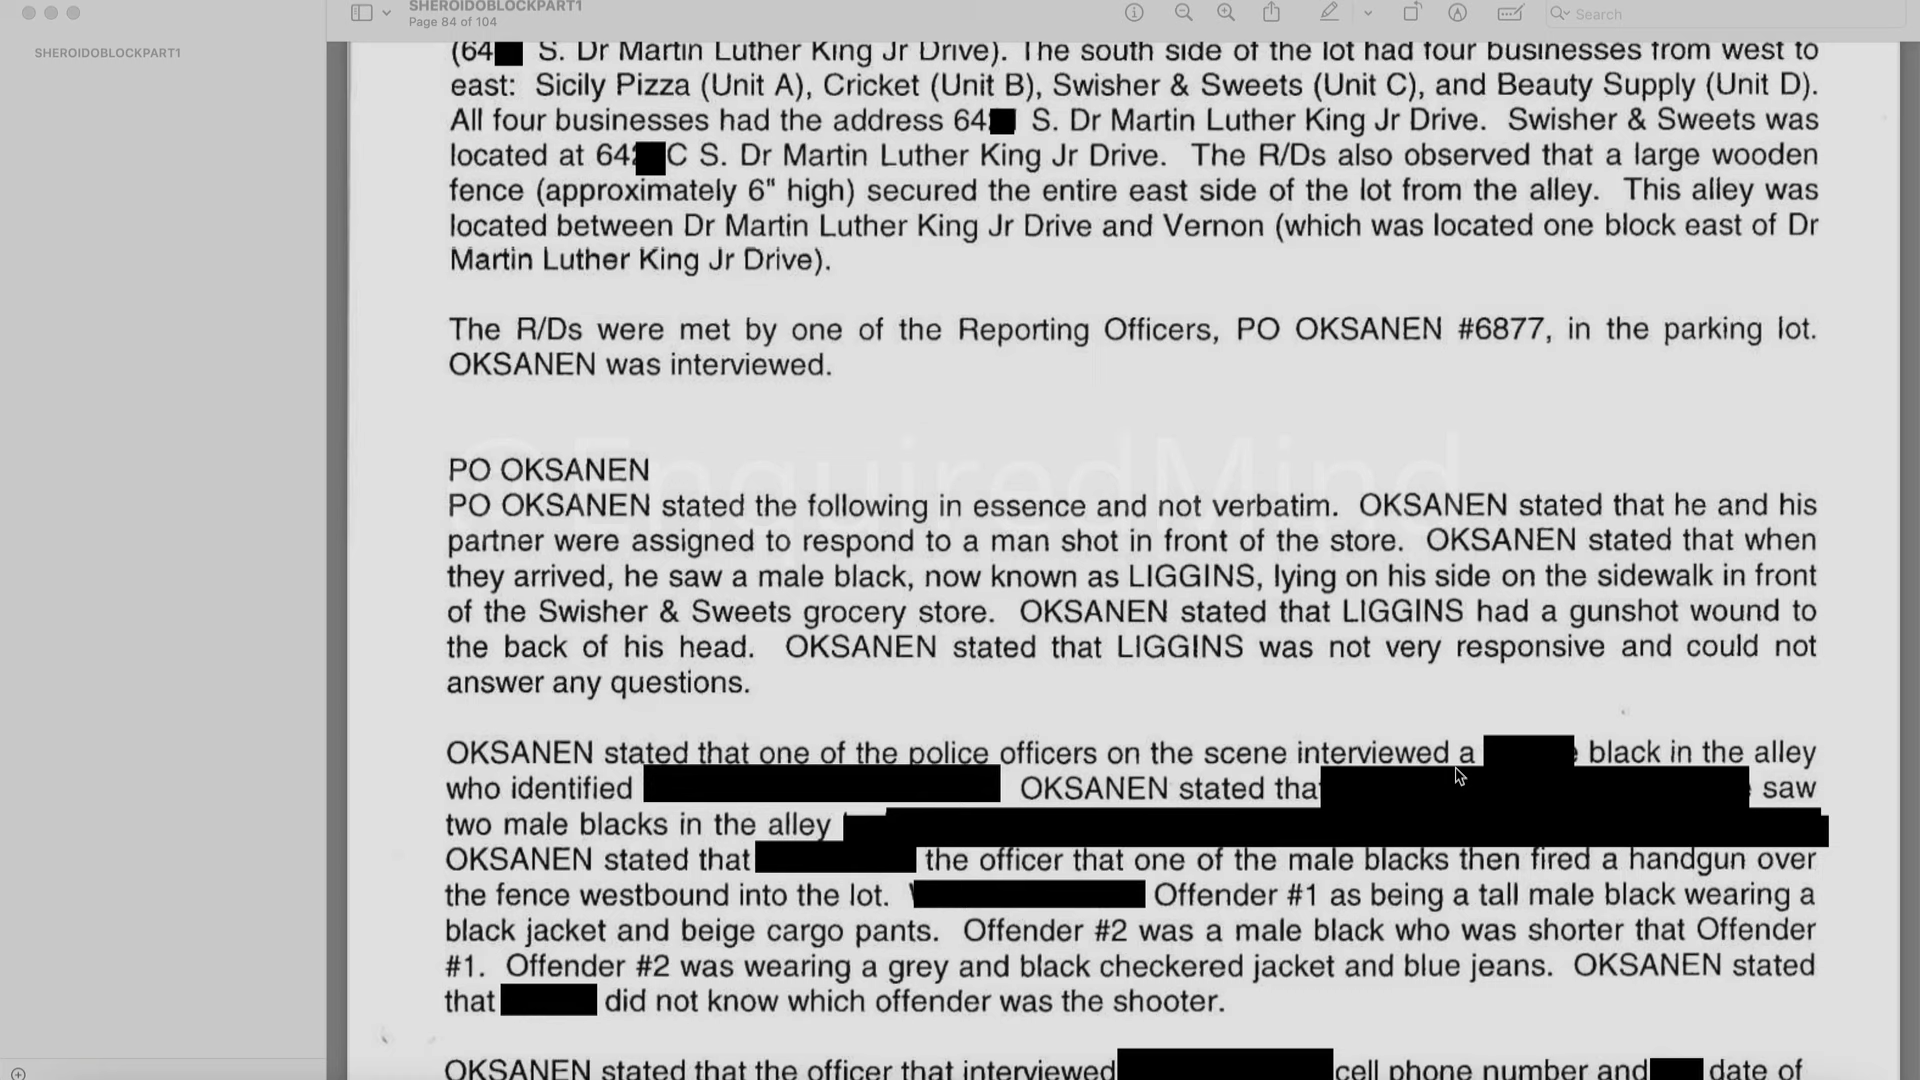 SHEROIDOBLOCKPART1
Page 84 of 104
Search
SHEROIDOBLOCKPART1
(64 S. Dr Martin Luther King Jr Drive). The south side of the lot had four businesses from west to
east: Sicily Pizza (Unit A), Cricket (Unit B), Swisher & Sweets (Unit C), and Beauty Supply (Unit D).
All four businesses had the address 64 S. Dr Martin Luther King Jr Drive. Swisher & Sweets was
located at 64 C S. Dr Martin Luther King Jr Drive. The R/Ds also observed that a large wooden
fence (approximately 6" high) secured the entire east side of the lot from the alley. This alley was
located between Dr Martin Luther King Jr Drive and Vernon (which was located one block east of Dr
Martin Luther King Jr Drive).
The R/Ds were met by one of the Reporting Officers, PO OKSANEN #6877, in the parking lot.
OKSANEN was interviewed.
@EnquiredMind
PO OKSANEN
PO OKSANEN stated the following in essence and not verbatim. OKSANEN stated that he and his
partner were assigned to respond to a man shot in front of the store. OKSANEN stated that when
they arrived, he saw a male black, now known as LIGGINS, lying on his side on the sidewalk in front
of the Swisher & Sweets grocery store. OKSANEN stated that LIGGINS had a gunshot wound to
the back of his head. OKSANEN stated that LIGGINS was not very responsive and could not
answer any questions.
OKSANEN stated that one of the police officers on the scene interviewed a black in the alley
who identified OKSANEN stated that saw
two male blacks in the alley
OKSANEN stated that the officer that one of the male blacks then fired a handgun over
the fence westbound into the lot. Offender #1 as being a tall male black wearing a
black jacket and beige cargo pants. Offender #2 was a male black who was shorter that Offender
#1. Offender #2 was wearing a grey and black checkered jacket and blue jeans. OKSANEN stated
that did not know which offender was the shooter.
OKSANEN stated that the officer that interviewed cell phone number and date of